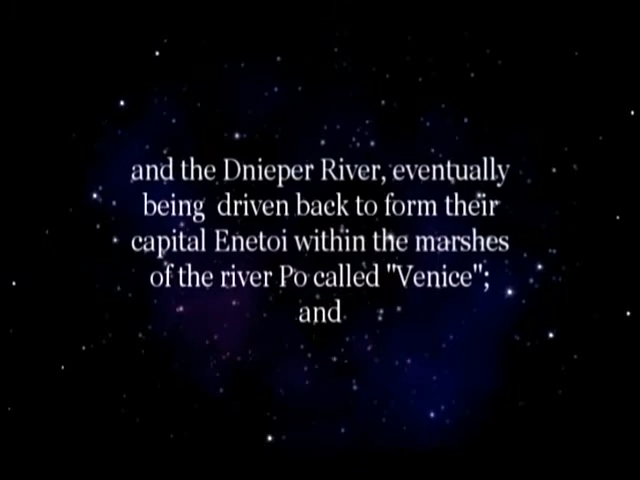 and the Dnieper River, eventually
being  driven back to form their
capital Enetoi within the marshes
of the river Po called "Venice";
and